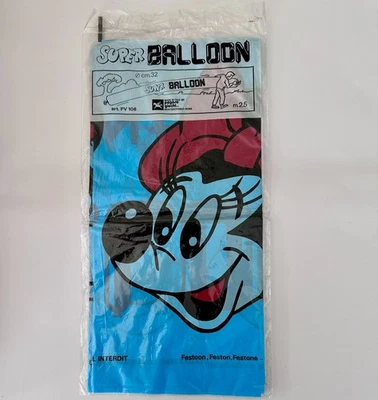 SUPER BALLOON
Ø cm 32
SUPER BALLOON
Art. PV 108
m 25
...L INTERDIT
Festoon, Feston, Festone